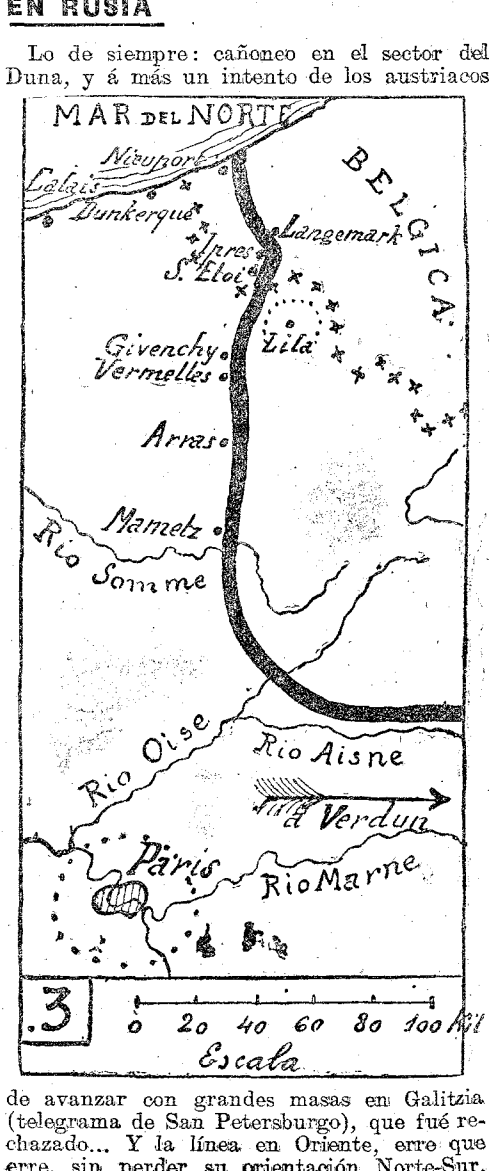 EN RUSIA
Lo de siempre: cañoneo en el sector del
Duna, y á más un intento de los austriacos
MAR DEL NORTE
Nieuport
Calais
Dunkerque
BELGICA
Langemark
Ipres
S. Eloi
Lila
Givenchy
Vermelles
Arras
Mametz
Rio Somme
Rio Oise
Rio Aisne
á Verdun
Páris
Rio Marne
.3
0 20 40 60 80 100 Kil
Escala
de avanzar con grandes masas en Galitzia
(telegrama de San Petersburgo), que fué re-
chazado... Y la línea en Oriente, erre que
erre, sin perder su orientación Norte-Sur.